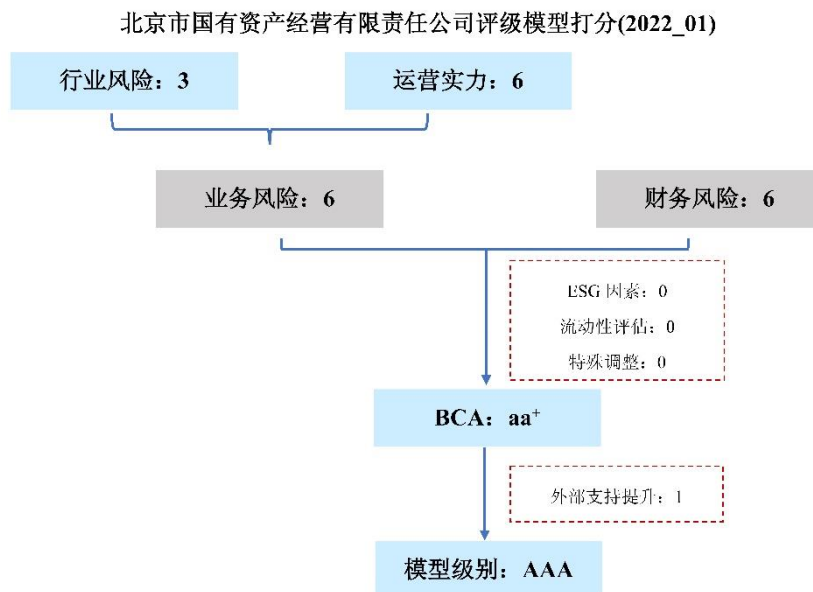 北京市国有资产经营有限责任公司评级模型打分(2022_01)
行业风险：3
运营实力：6
业务风险：6
财务风险：6
ESG 因素：0
流动性评估：0
特殊调整：0
BCA：aa⁺
外部支持提升：1
模型级别：AAA